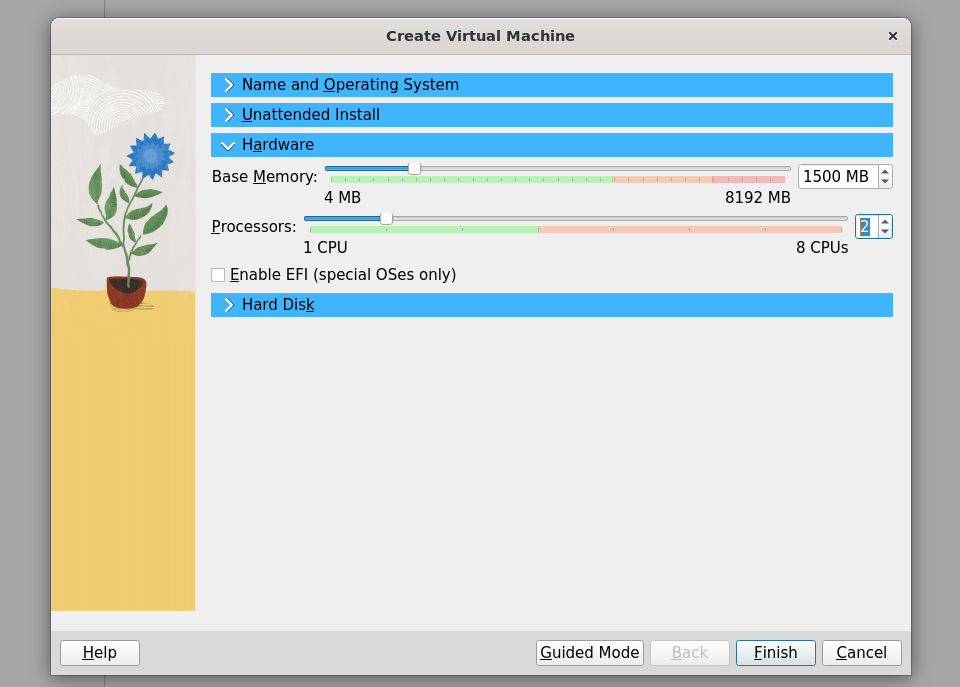 Create Virtual Machine ×
Name and Operating System
Unattended Install
Hardware
Base Memory: 1500 MB
4 MB 8192 MB
Processors: 2
1 CPU 8 CPUs
Enable EFI (special OSes only)
Hard Disk
Help Guided Mode Back Finish Cancel